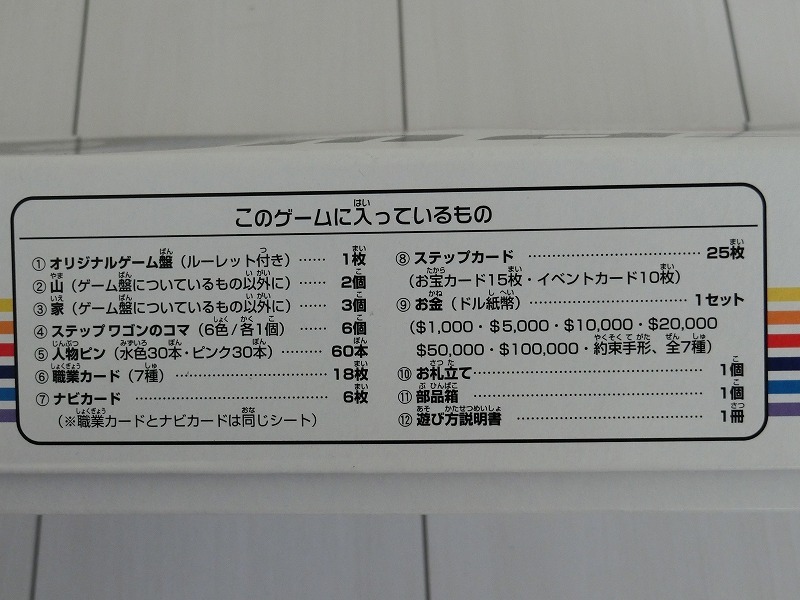 このゲームに入っているもの
① オリジナルゲーム盤(ルーレット付き)…… 1枚
② 山(ゲーム盤についているもの以外に) 2個
③ 家(ゲーム盤についているもの以外に) 3個
④ ステップワゴンのコマ(6色/各1個)…… 6個
⑤ 人物ピン(水色30本・ピンク30本)……… 60本
⑥ 職業カード(7種)……………………… 18枚
⑦ ナビカード ……………………………… 6枚
(※職業カードとナビカードは同じシート)
⑧ ステップカード ……………………… 25枚
(お宝カード15枚・イベントカード10枚)
⑨ お金(ドル紙幣)…………………… 1セット
($1,000・$5,000・$10,000・$20,000
$50,000・$100,000・約束手形、全7種)
⑩ お札立て ……………………………… 1個
⑪ 部品箱 ………………………………… 1個
⑫ 遊び方説明書 ………………………… 1冊